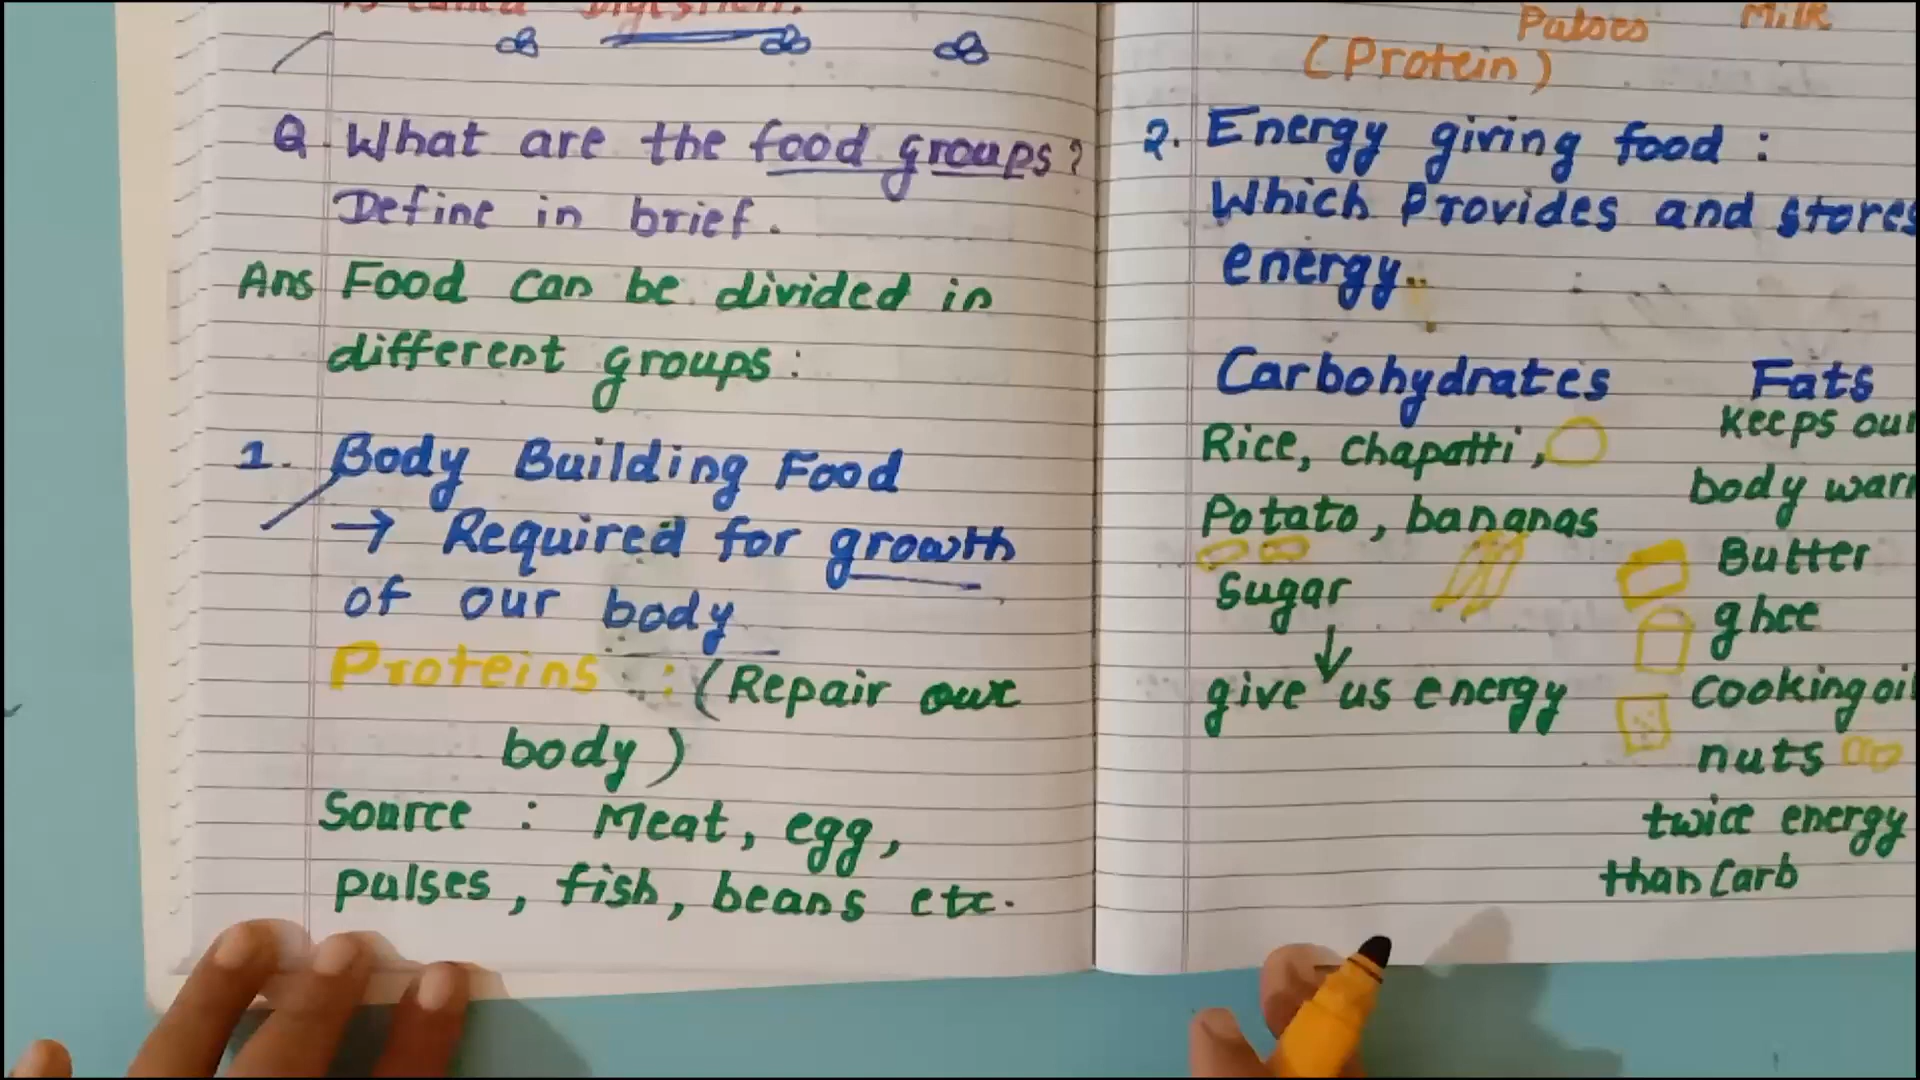 is called Digestion.
Q. What are the food groups?
Define in brief.
Ans Food can be divided in
different groups:
1. Body Building Food
→ Required for growth
of our body
Proteins : (Repair our
body)
Source : Meat, egg,
pulses, fish, beans etc.
Pulses Milk
(Protein)
2. Energy giving food :
Which Provides and stores
energy..
Carbohydrates
Rice, chapatti,
Potato, bananas
Sugar
↓
give us energy
Fats
Keeps our
body warm
Butter
ghee
Cooking oil
nuts
twice energy
than Carb